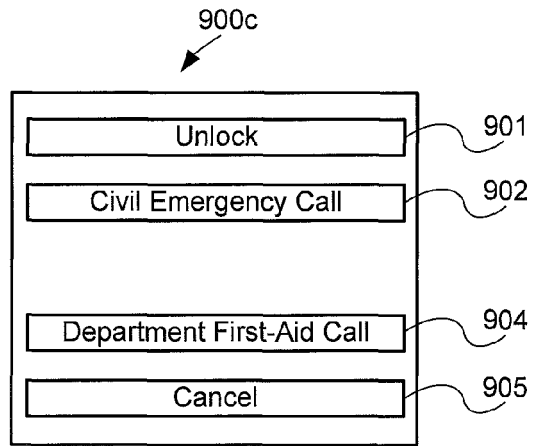 900c
Unlock
901
Civil Emergency Call
902
Department First-Aid Call
904
Cancel
905